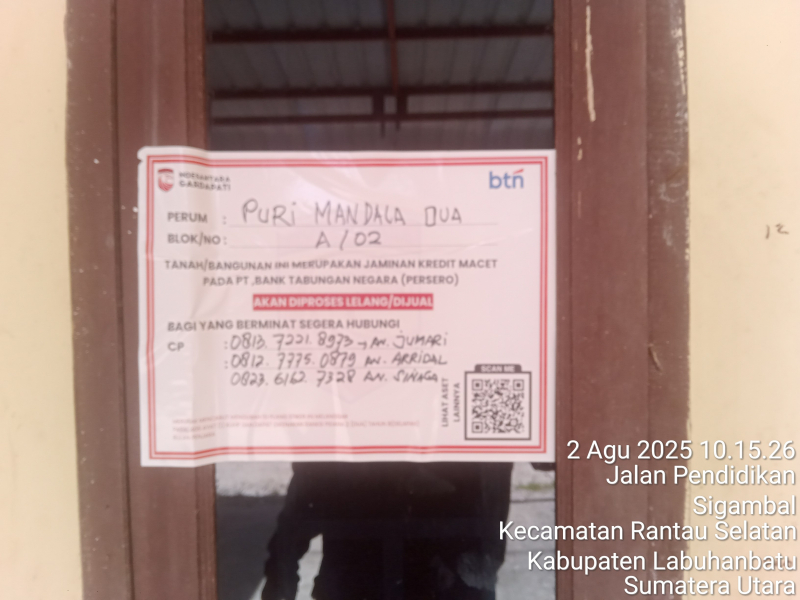 NUSANTARA
GARDAPATI
btn
PERUM : PURI MANDALA DUA
BLOK/NO : A/02
TANAH/BANGUNAN INI MERUPAKAN JAMINAN KREDIT MACET
PADA PT .BANK TABUNGAN NEGARA (PERSERO)
AKAN DIPROSES LELANG/DIJUAL
BAGI YANG BERMINAT SEGERA HUBUNGI
CP : 0813. 7221. 8973 → AN. JUMARI
: 0812. 7775. 0879 AN. ARRIDAL
0823. 6162. 7328 AN. SINAGA
SCAN ME
LIHAT ASET
LAINNYA
2 Agu 2025 10.15.26
Jalan Pendidikan
Sigambal
Kecamatan Rantau Selatan
Kabupaten Labuhanbatu
Sumatera Utara